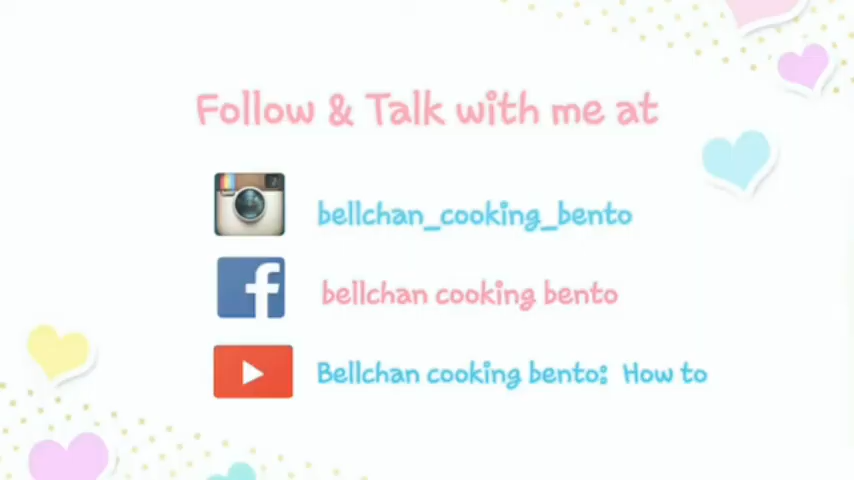 Follow & Talk with me at
bellchan_cooking_bento
bellchan cooking bento
Bellchan cooking bento: How to